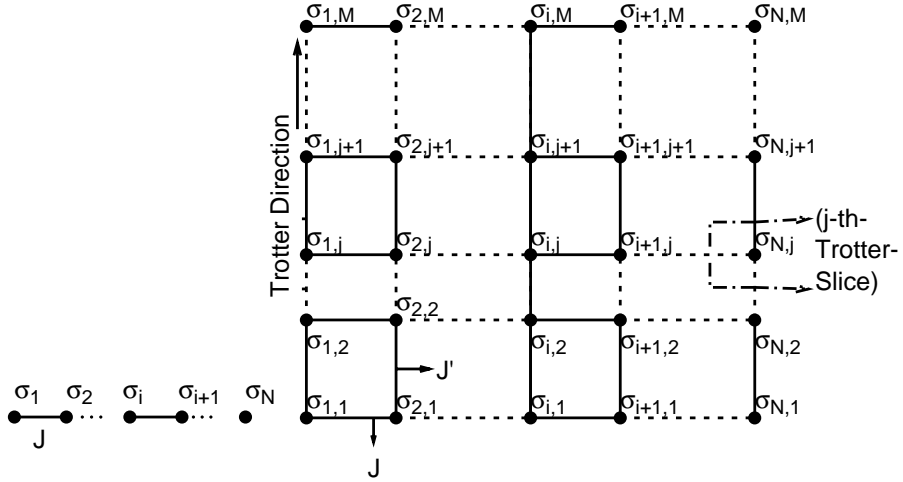 σ1,M σ2,M σi,M σi+1,M σN,M
Trotter Direction
σ1,j+1 σ2,j+1 σi,j+1 σi+1,j+1 σN,j+1
σ1,j σ2,j σi,j σi+1,j σN,j
(j-th-
Trotter-
Slice)
σ2,2
σ1,2 σi,2 σi+1,2 σN,2
J'
σ1 σ2 σi σi+1 σN
... ...
σ1,1 σ2,1 σi,1 σi+1,1 σN,1
J
J